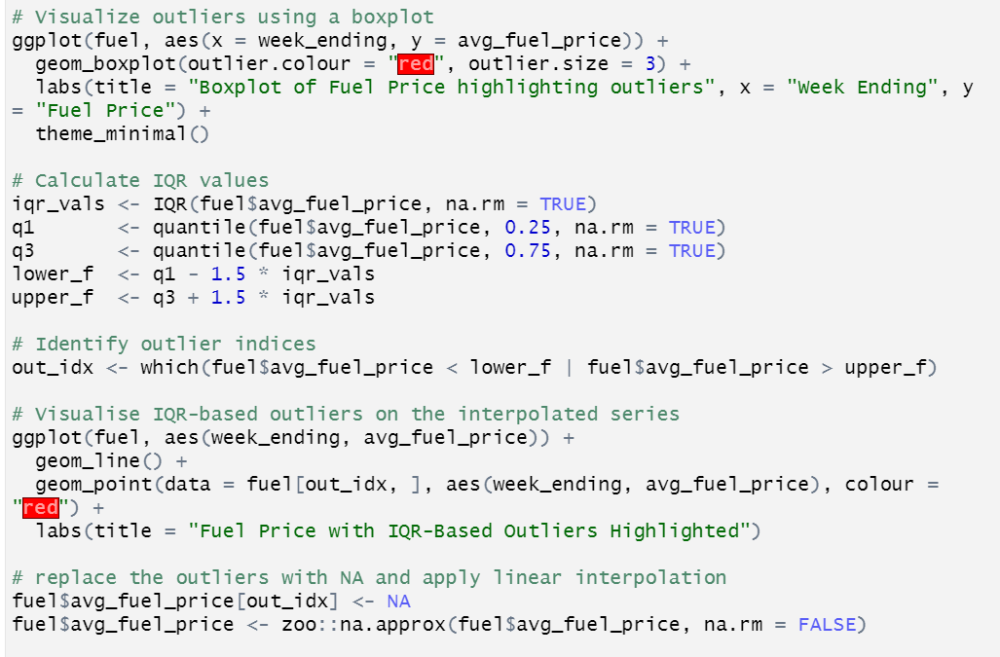 # Visualize outliers using a boxplot
ggplot(fuel, aes(x = week_ending, y = avg_fuel_price)) +
  geom_boxplot(outlier.colour = "red", outlier.size = 3) +
  labs(title = "Boxplot of Fuel Price highlighting outliers", x = "Week Ending", y
= "Fuel Price") +
  theme_minimal()

# Calculate IQR values
iqr_vals <- IQR(fuel$avg_fuel_price, na.rm = TRUE)
q1       <- quantile(fuel$avg_fuel_price, 0.25, na.rm = TRUE)
q3       <- quantile(fuel$avg_fuel_price, 0.75, na.rm = TRUE)
lower_f  <- q1 - 1.5 * iqr_vals
upper_f  <- q3 + 1.5 * iqr_vals

# Identify outlier indices
out_idx <- which(fuel$avg_fuel_price < lower_f | fuel$avg_fuel_price > upper_f)

# Visualise IQR-based outliers on the interpolated series
ggplot(fuel, aes(week_ending, avg_fuel_price)) +
  geom_line() +
  geom_point(data = fuel[out_idx, ], aes(week_ending, avg_fuel_price), colour =
"red") +
  labs(title = "Fuel Price with IQR-Based Outliers Highlighted")

# replace the outliers with NA and apply linear interpolation
fuel$avg_fuel_price[out_idx] <- NA
fuel$avg_fuel_price <- zoo::na.approx(fuel$avg_fuel_price, na.rm = FALSE)